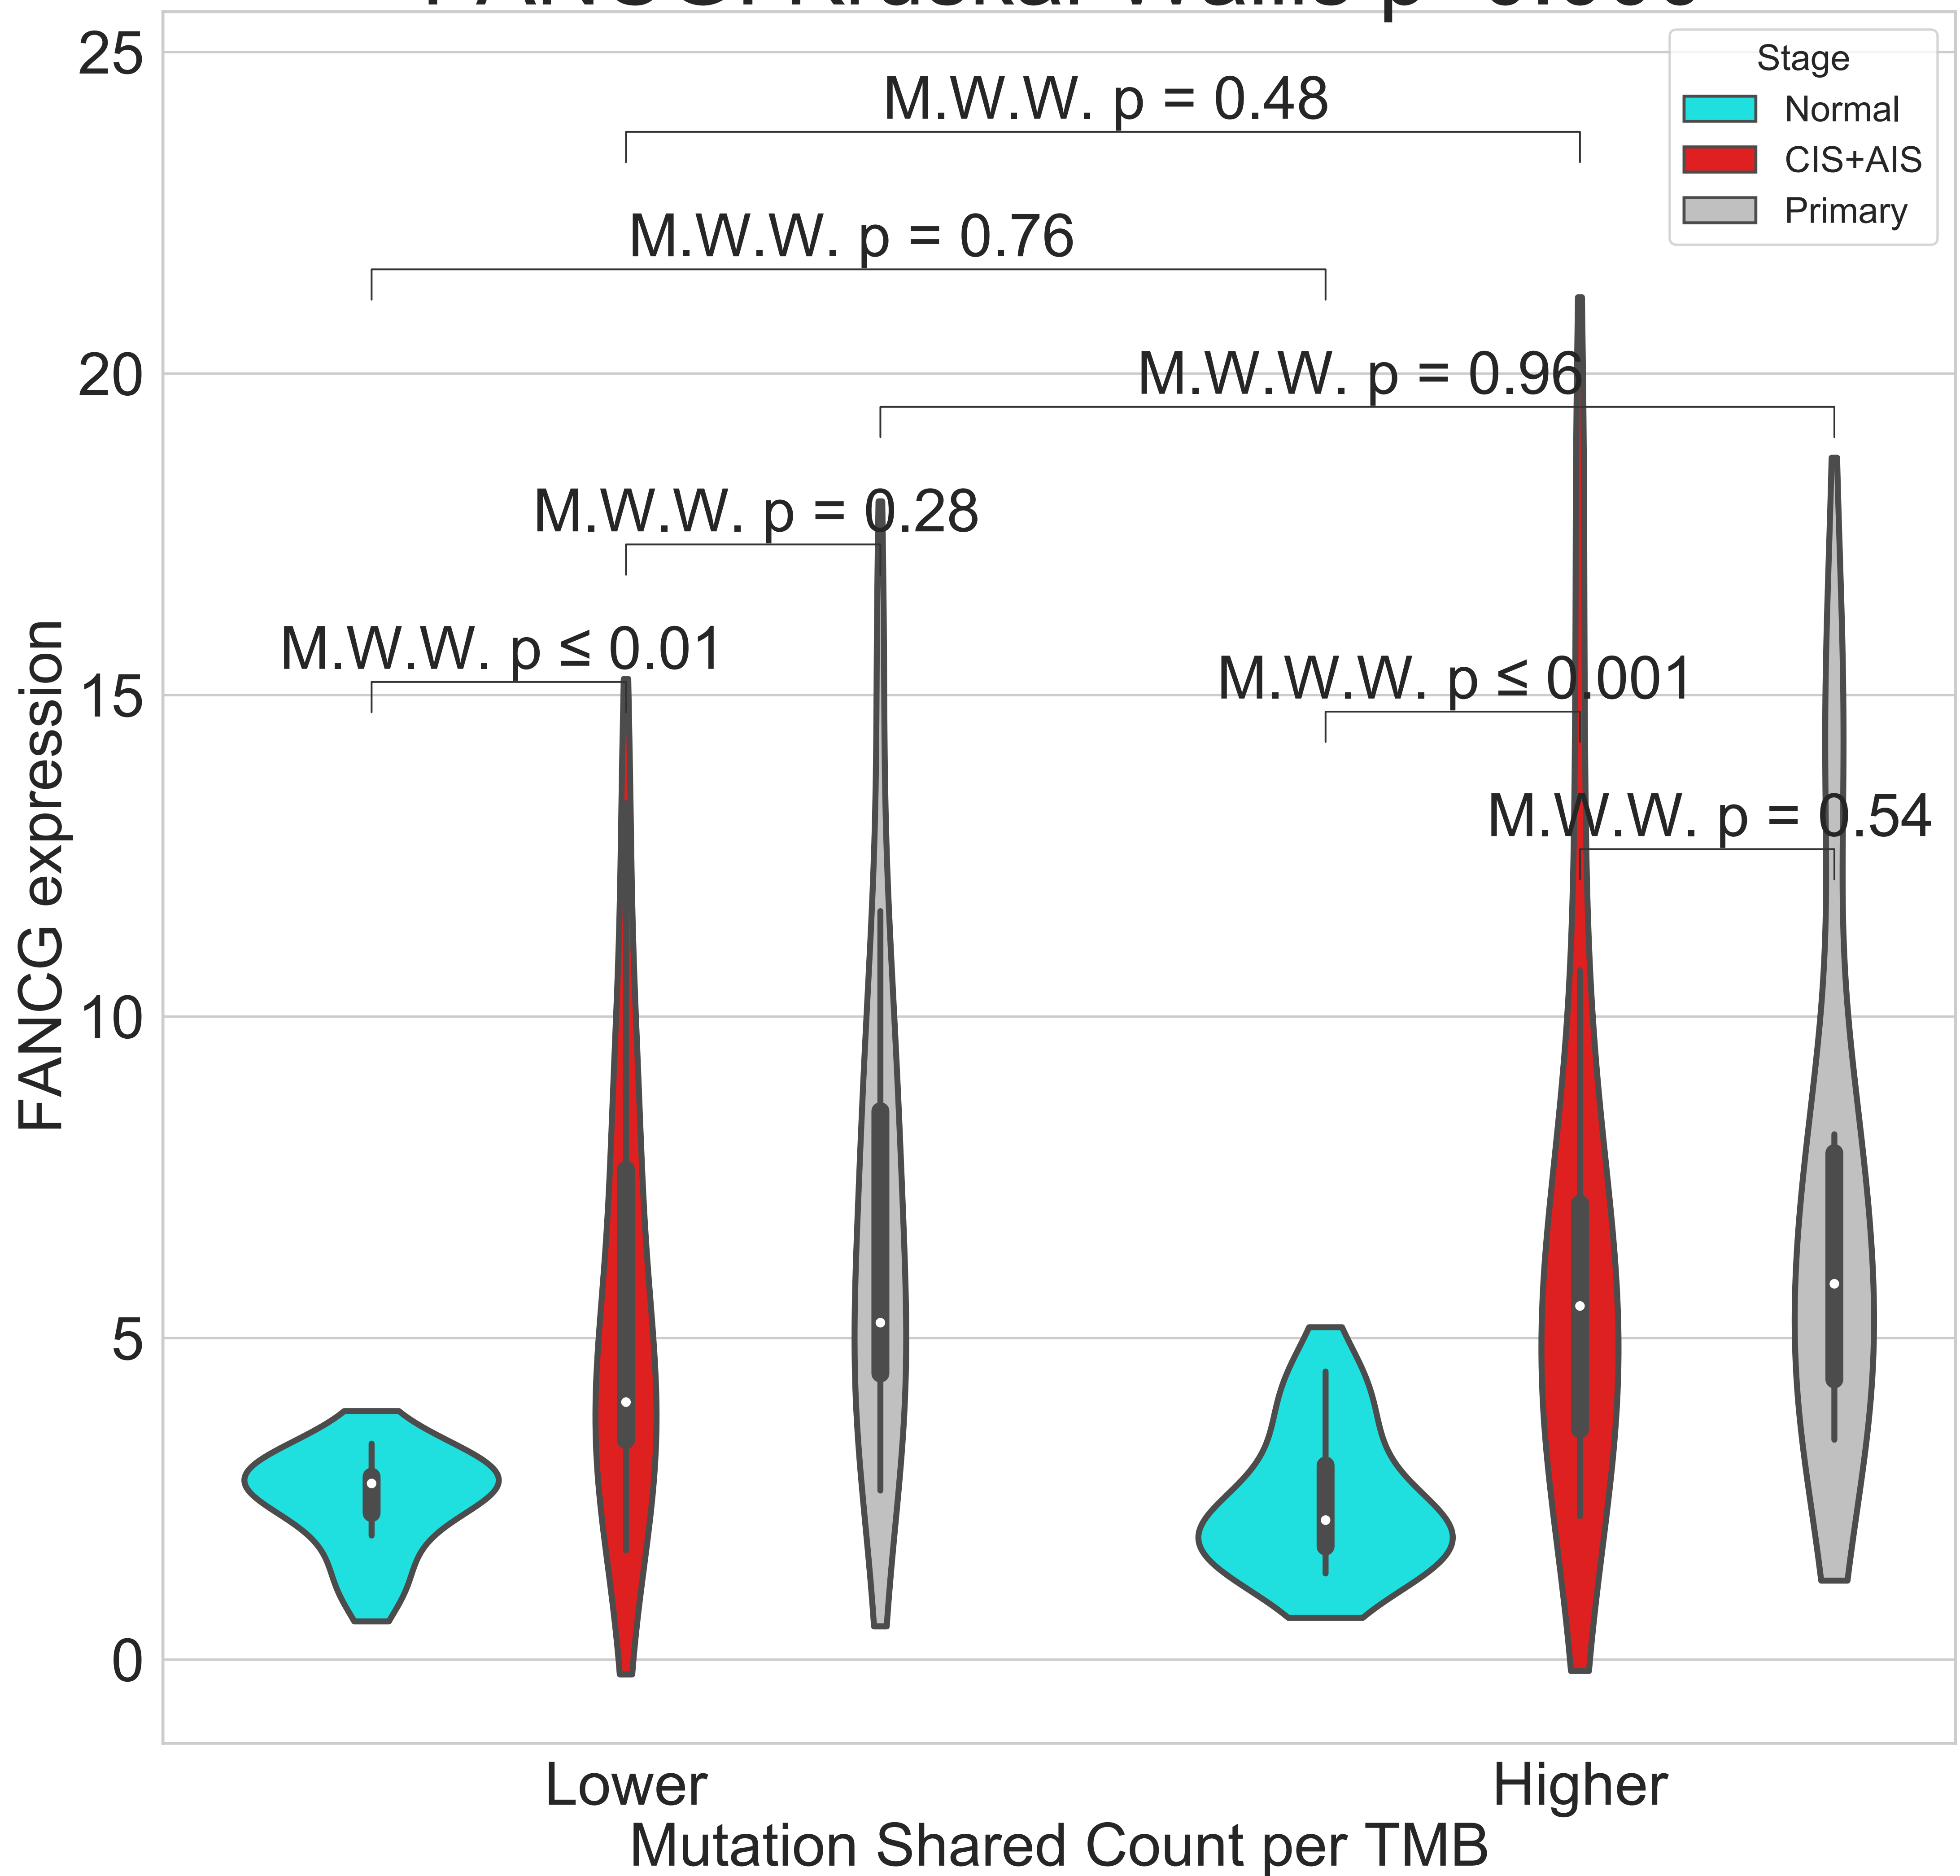 25
Stage
Normal
CIS+AIS
Primary
M.W.W. p = 0.48
M.W.W. p = 0.76
20
M.W.W. p = 0.96
M.W.W. p = 0.28
M.W.W. p ≤ 0.01
M.W.W. p ≤ 0.001
15
M.W.W. p = 0.54
10
5
0
FANCG expression
Lower
Higher
Mutation Shared Count per TMB